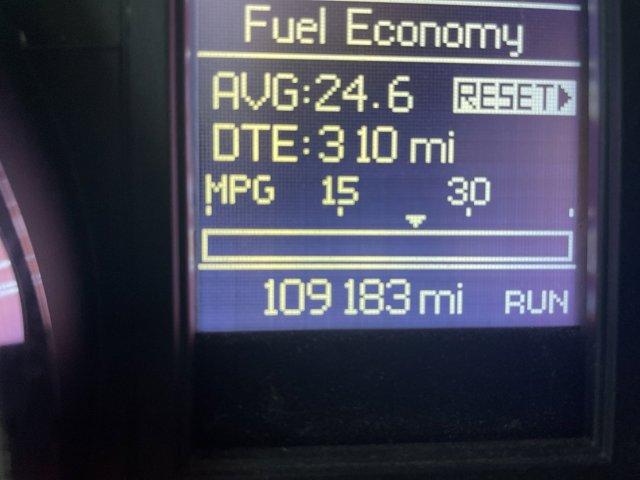 Fuel Economy
AVG:24.6 RESET
DTE:310 mi
MPG 15 30
109183 mi RUN